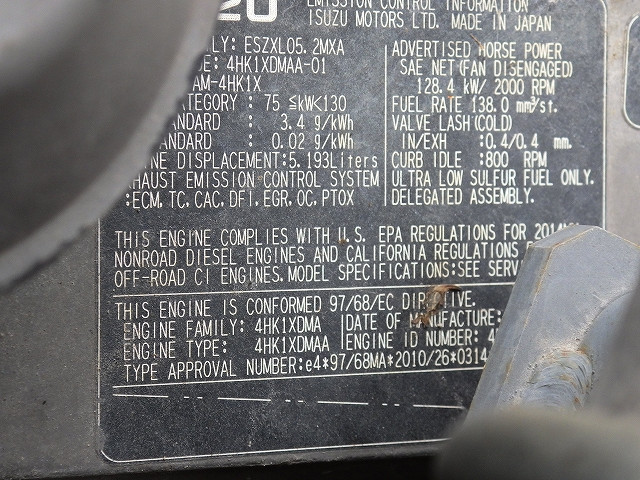 EMISSION CONTROL INFORMATION
ISUZU MOTORS LTD. MADE IN JAPAN
ESZXL05.2MXA
4HK1XDMAA-01
AM-4HK1X
CATEGORY : 75 ≦kW<130
: 3.4 g/kWh
: 0.02 g/kWh
DISPLACEMENT:5.193Liters
EMISSION CONTROL SYSTEM
:ECM,TC,CAC,DFI,EGR,OC,PTOX
ADVERTISED HORSE POWER
SAE NET(FAN DISENGAGED)
128.4 kW/ 2000 RPM
FUEL RATE 138.0 mm³/st.
VALVE LASH(COLD)
IN/EXH :0.4/0.4 mm.
CURB IDLE :800 RPM
ULTRA LOW SULFUR FUEL ONLY.
DELEGATED ASSEMBLY.
THIS ENGINE COMPLIES WITH U.S. EPA REGULATIONS FOR
NONROAD DIESEL ENGINES AND CALIFORNIA REGULATIONS
OFF-ROAD CI ENGINES.MODEL SPECIFICATIONS:SEE SERV
THIS ENGINE IS CONFORMED 97/68/EC DIRECTIVE.
ENGINE FAMILY: 4HK1XDMA DATE OF MANUFACTURE:
ENGINE TYPE: 4HK1XDMAA ENGINE ID NUMBER: 4
TYPE APPROVAL NUMBER:e4*97/68MA*2010/26*0314